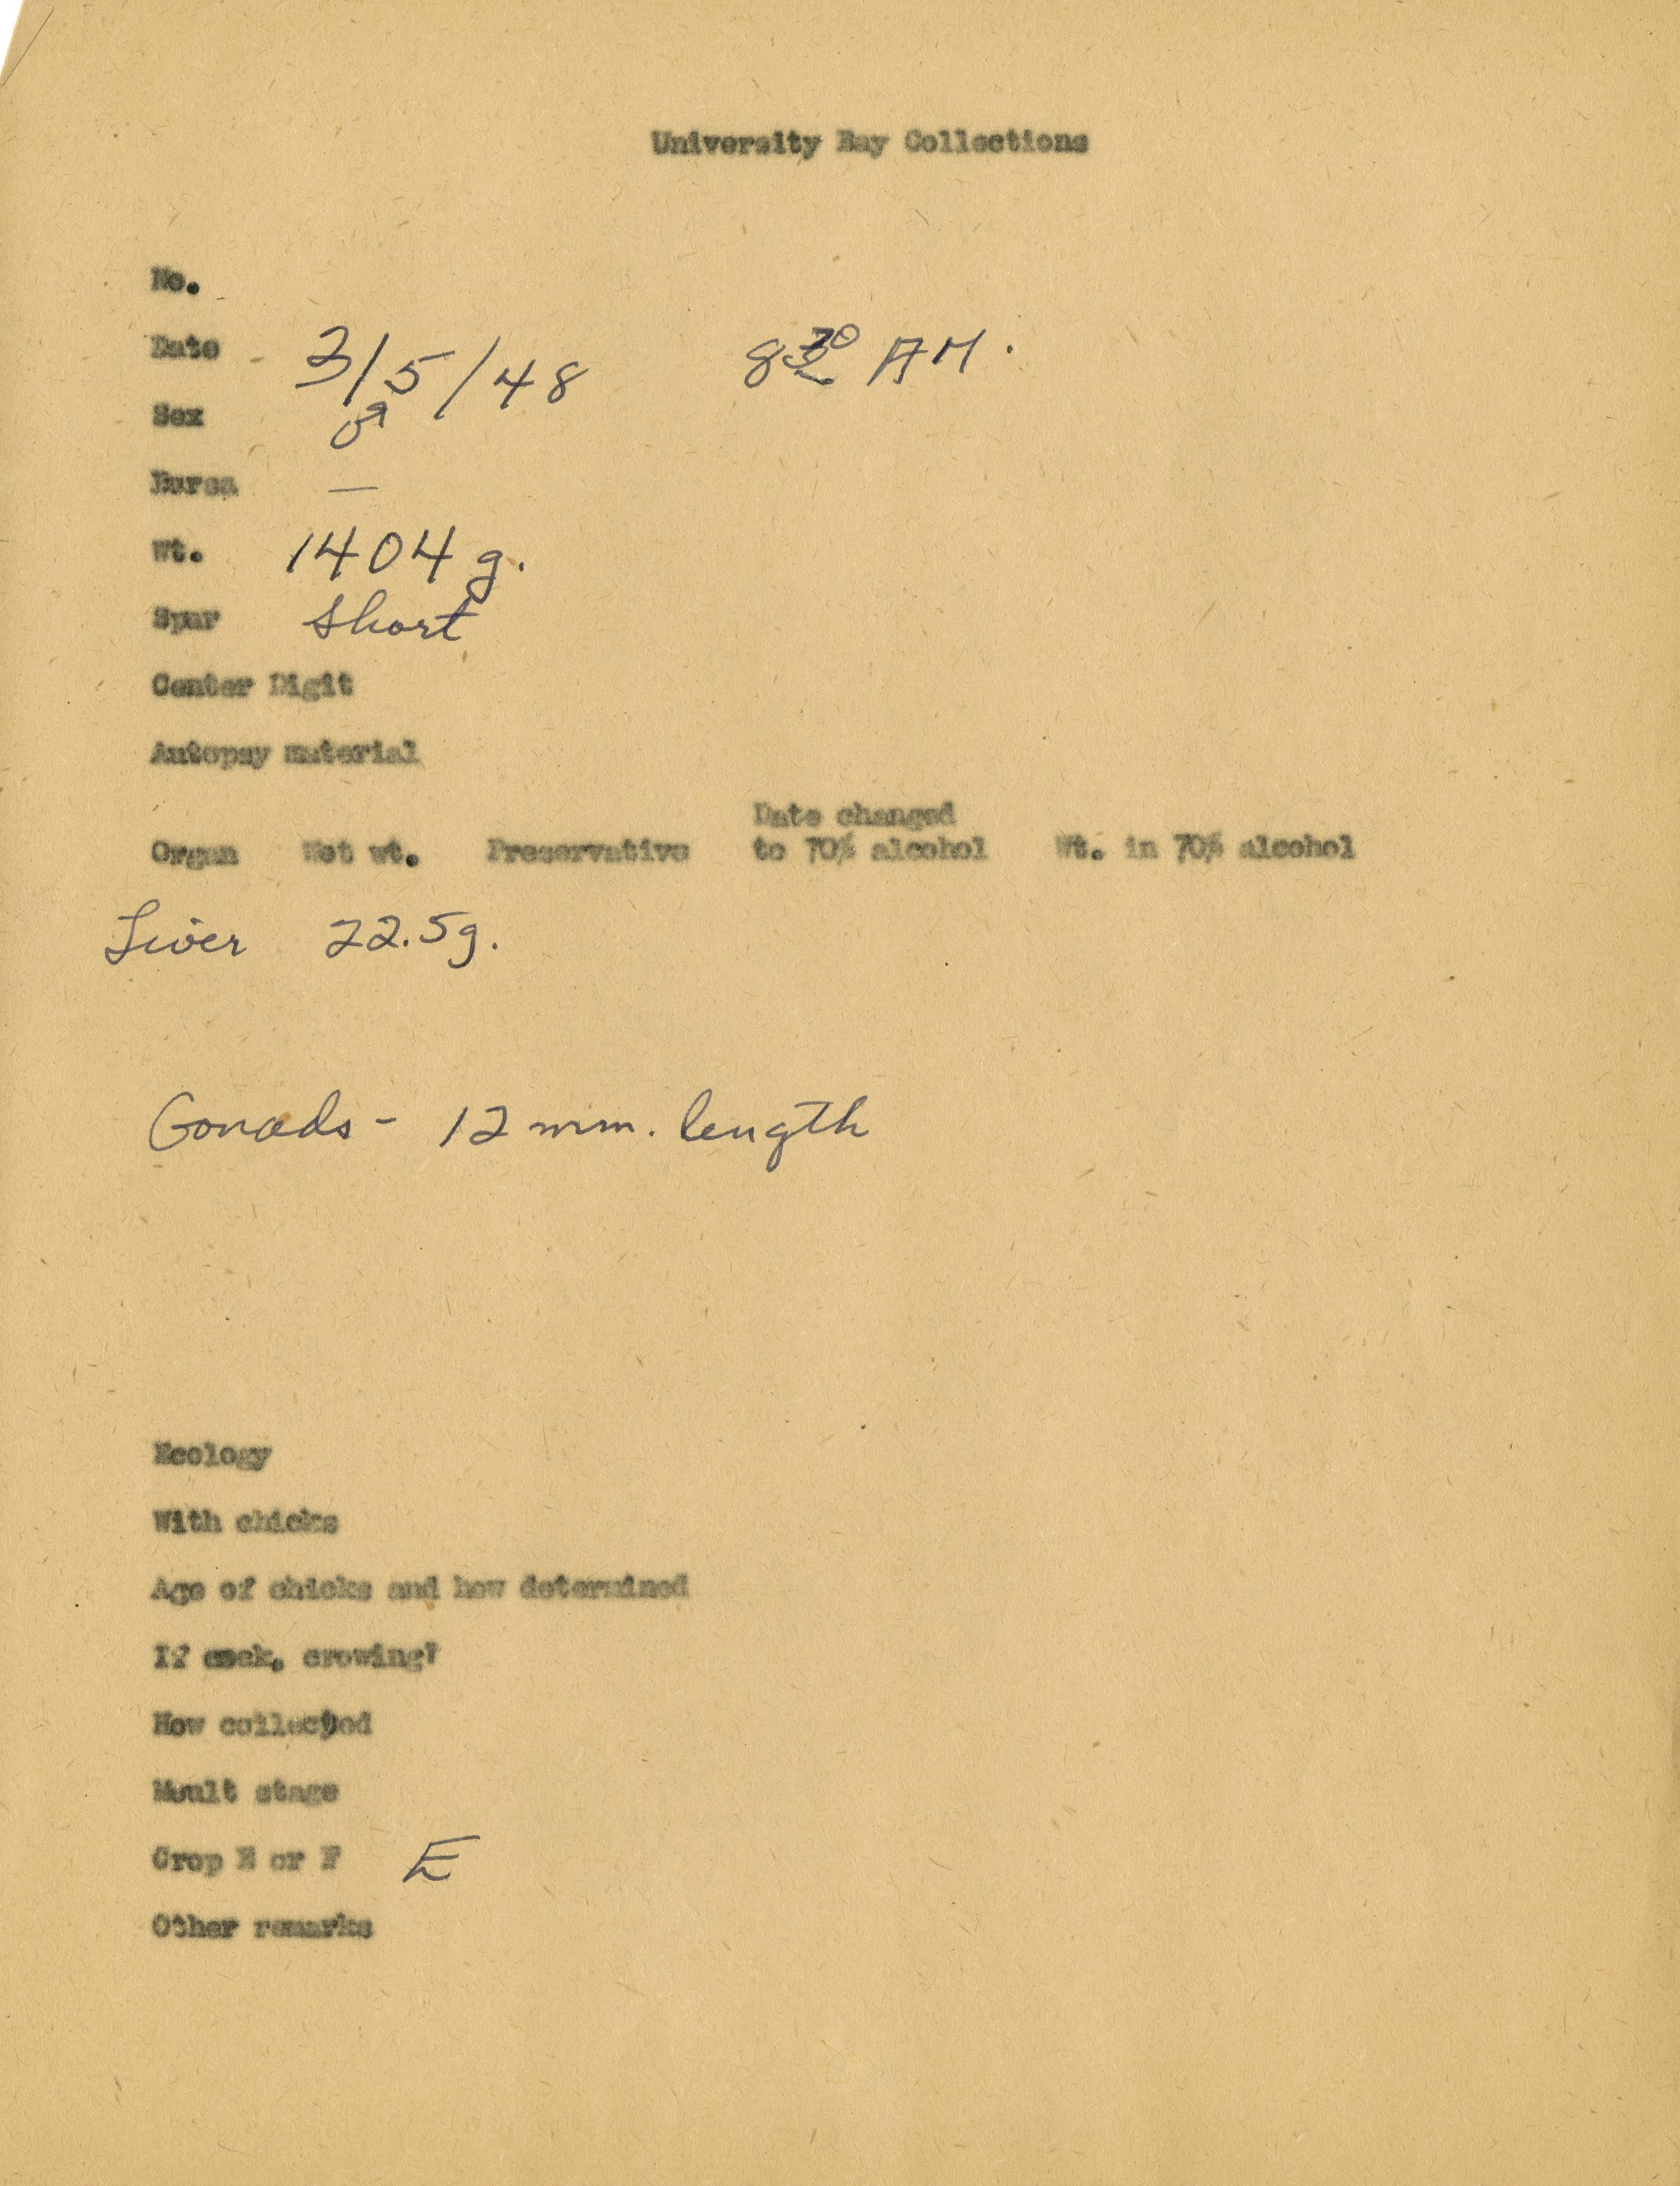 University Bay Collections
No.
Date 3/5/48 8 AM.
Sex ♂
Bursa —
Wt. 1404 g.
Spur short
Center Digit
Autopsy material
Organ Wet wt. Preservative Date changed to 70% alcohol Wt. in 70% alcohol
Liver 22.5g.
Gonads - 12 mm. length
Ecology
With chicks
Age of chicks and how determined
If cock, crowing?
How collected
Moult stage
Crop E or F E
Other remarks